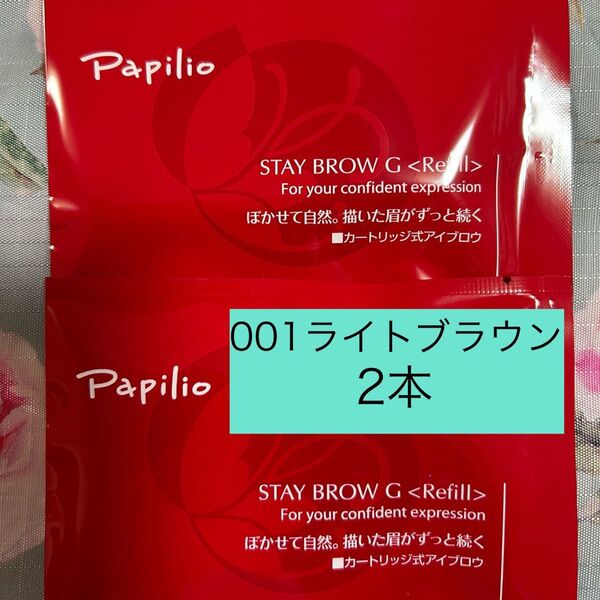 Papilio
STAY BROW G <Refill>
For your confident expression
ぼかせて自然。描いた眉がずっと続く
■カートリッジ式アイブロウ
001ライトブラウン
2本
Papilio
STAY BROW G <Refill>
For your confident expression
ぼかせて自然。描いた眉がずっと続く
■カートリッジ式アイブロウ